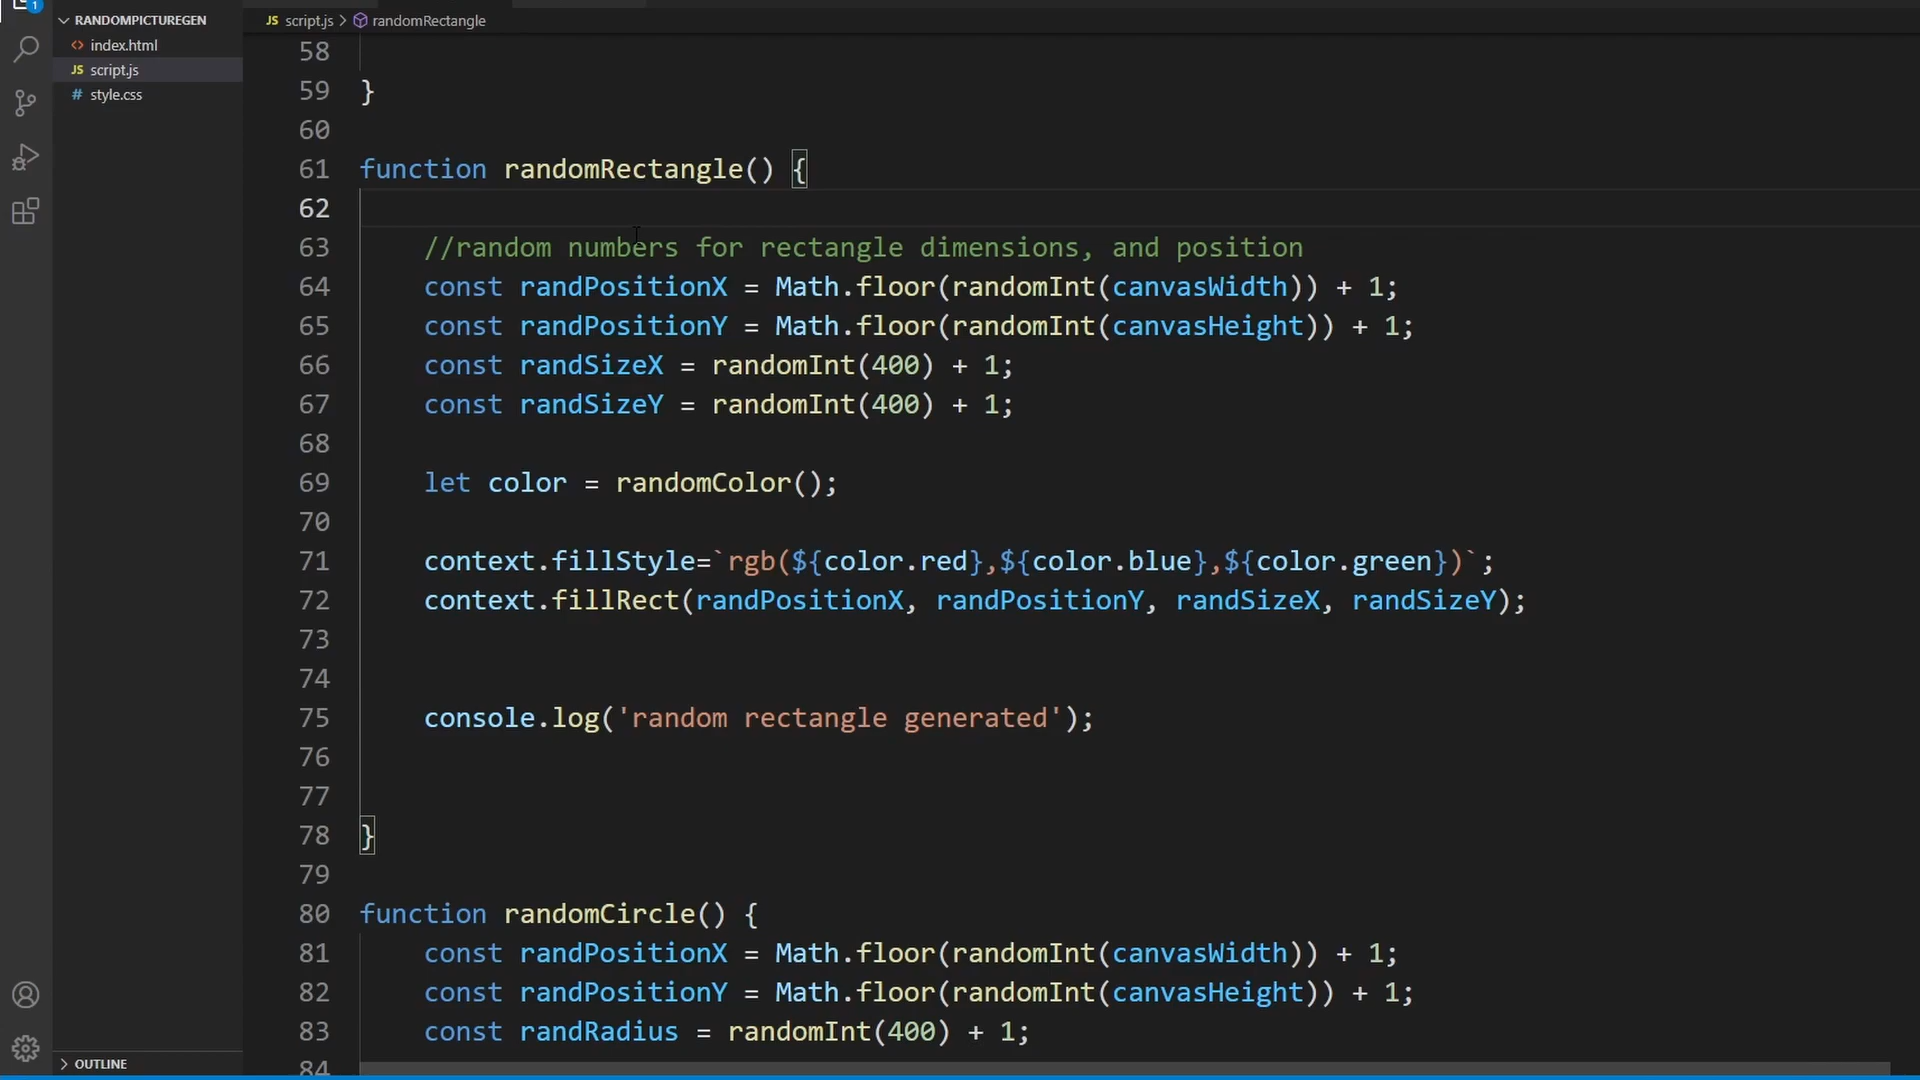 1
RANDOMPICTUREGEN
<> index.html
JS script.js
# style.css
OUTLINE
JS script.js > randomRectangle
58
59 }
60
61 function randomRectangle() {
62
63 //random numbers for rectangle dimensions, and position
64 const randPositionX = Math.floor(randomInt(canvasWidth)) + 1;
65 const randPositionY = Math.floor(randomInt(canvasHeight)) + 1;
66 const randSizeX = randomInt(400) + 1;
67 const randSizeY = randomInt(400) + 1;
68
69 let color = randomColor();
70
71 context.fillStyle=`rgb(${color.red},${color.blue},${color.green})`;
72 context.fillRect(randPositionX, randPositionY, randSizeX, randSizeY);
73
74
75 console.log('random rectangle generated');
76
77
78 }
79
80 function randomCircle() {
81 const randPositionX = Math.floor(randomInt(canvasWidth)) + 1;
82 const randPositionY = Math.floor(randomInt(canvasHeight)) + 1;
83 const randRadius = randomInt(400) + 1;
84